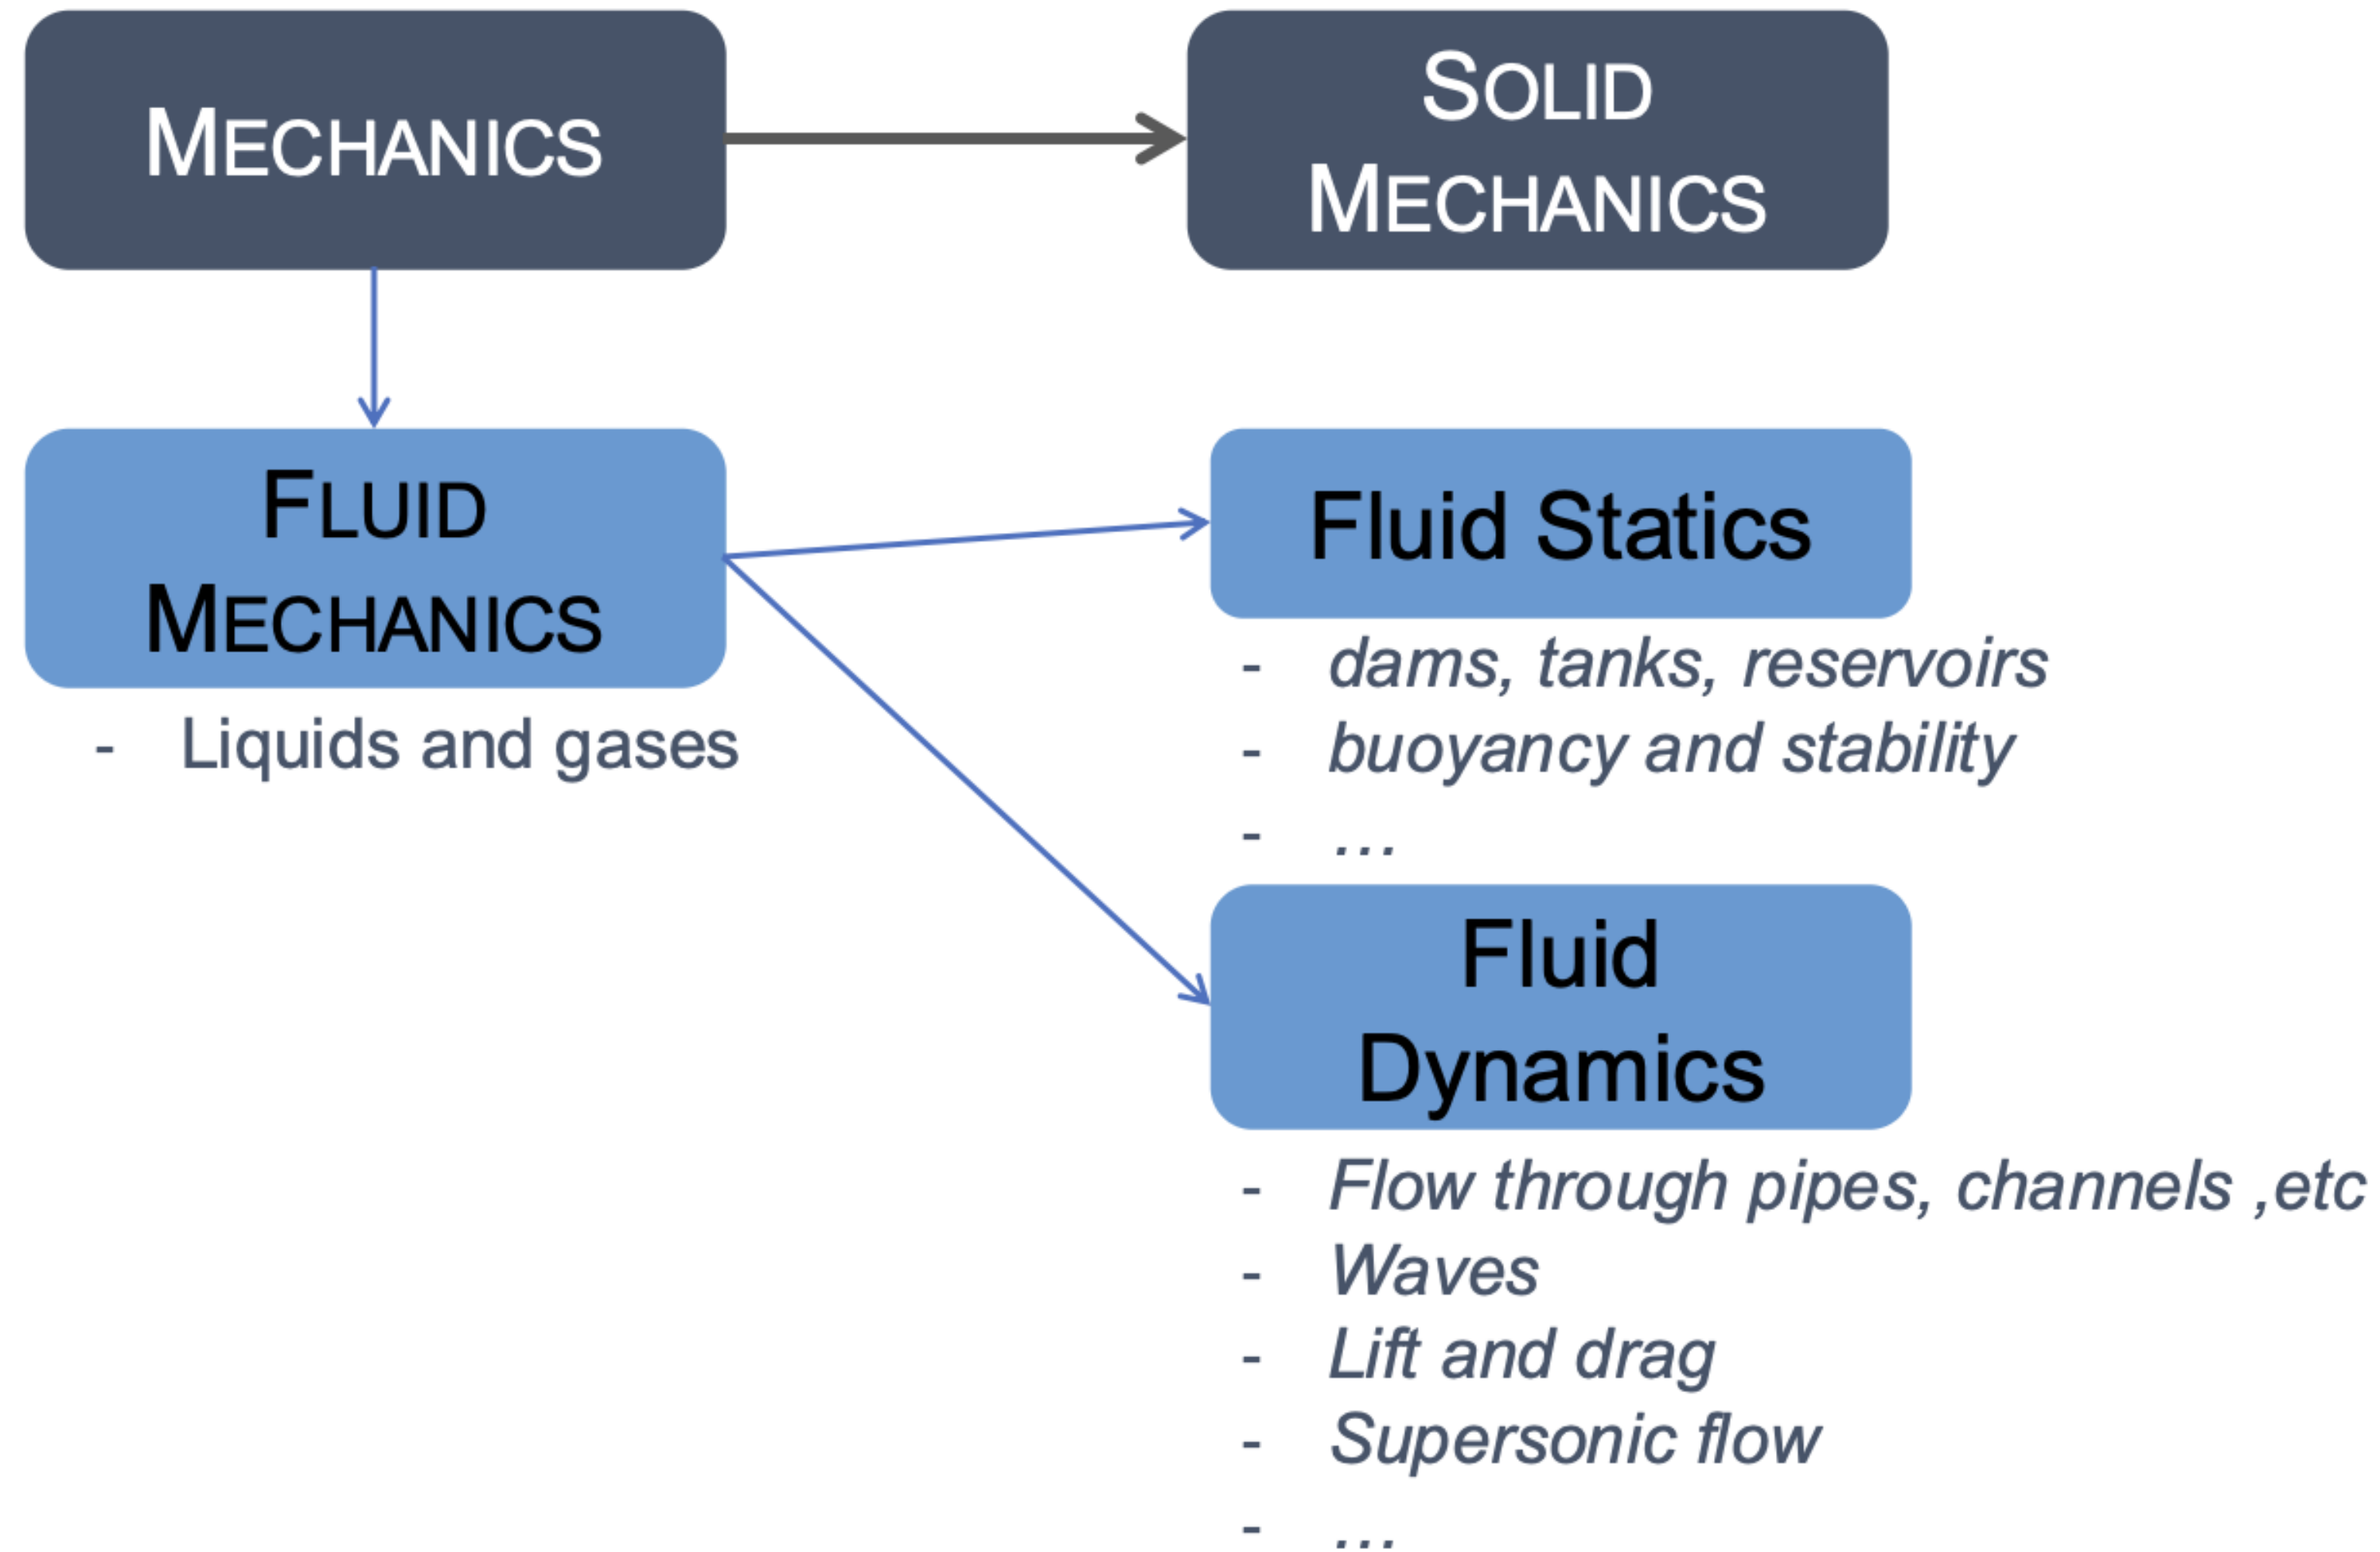 MECHANICS
SOLID
MECHANICS
FLUID
MECHANICS
- Liquids and gases
Fluid Statics
- dams, tanks, reservoirs
- buoyancy and stability
- ...
Fluid
Dynamics
- Flow through pipes, channels ,etc
- Waves
- Lift and drag
- Supersonic flow
- ...